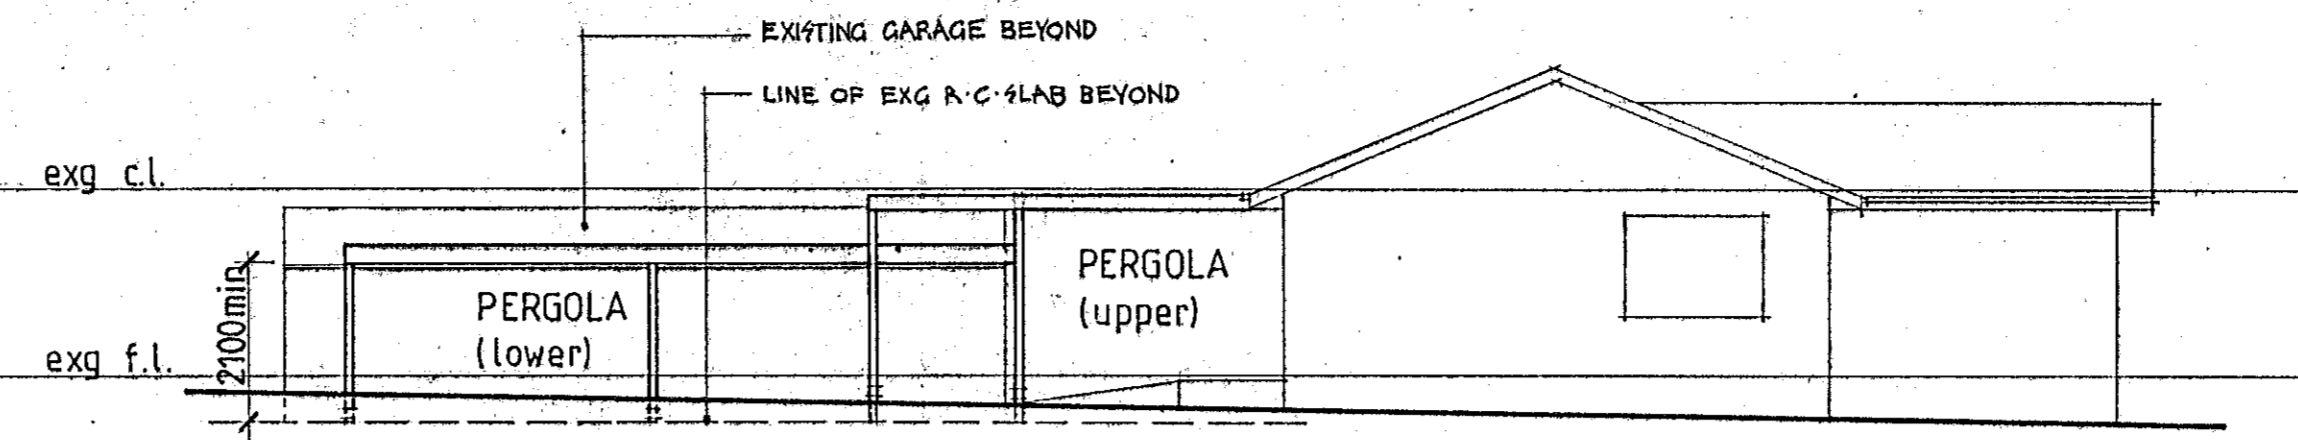 EXISTING GARAGE BEYOND
LINE OF EXG R.C. SLAB BEYOND
exg c.l.
PERGOLA
(upper)
2100min
PERGOLA
(lower)
exg f.l.